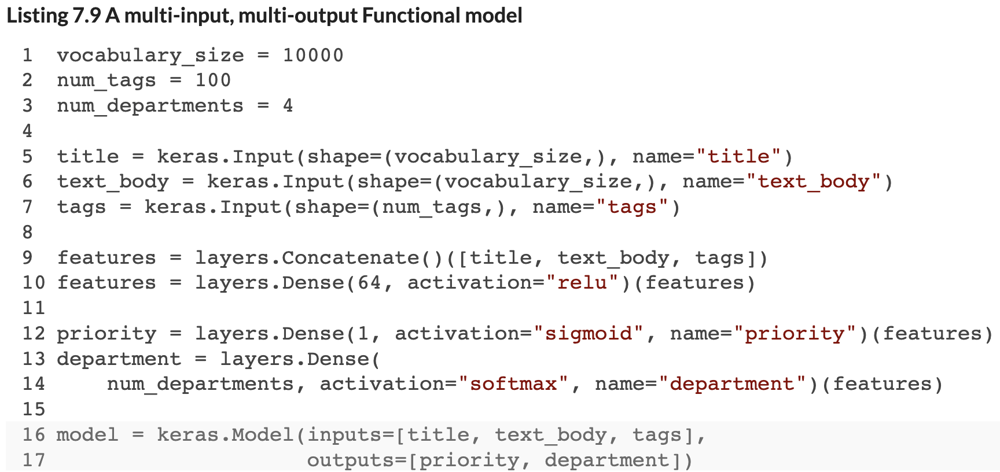 Listing 7.9 A multi-input, multi-output Functional model
1 vocabulary_size = 10000
2 num_tags = 100
3 num_departments = 4
4
5 title = keras.Input(shape=(vocabulary_size,), name="title")
6 text_body = keras.Input(shape=(vocabulary_size,), name="text_body")
7 tags = keras.Input(shape=(num_tags,), name="tags")
8
9 features = layers.Concatenate()([title, text_body, tags])
10 features = layers.Dense(64, activation="relu")(features)
11
12 priority = layers.Dense(1, activation="sigmoid", name="priority")(features)
13 department = layers.Dense(
14     num_departments, activation="softmax", name="department")(features)
15
16 model = keras.Model(inputs=[title, text_body, tags],
17                     outputs=[priority, department])